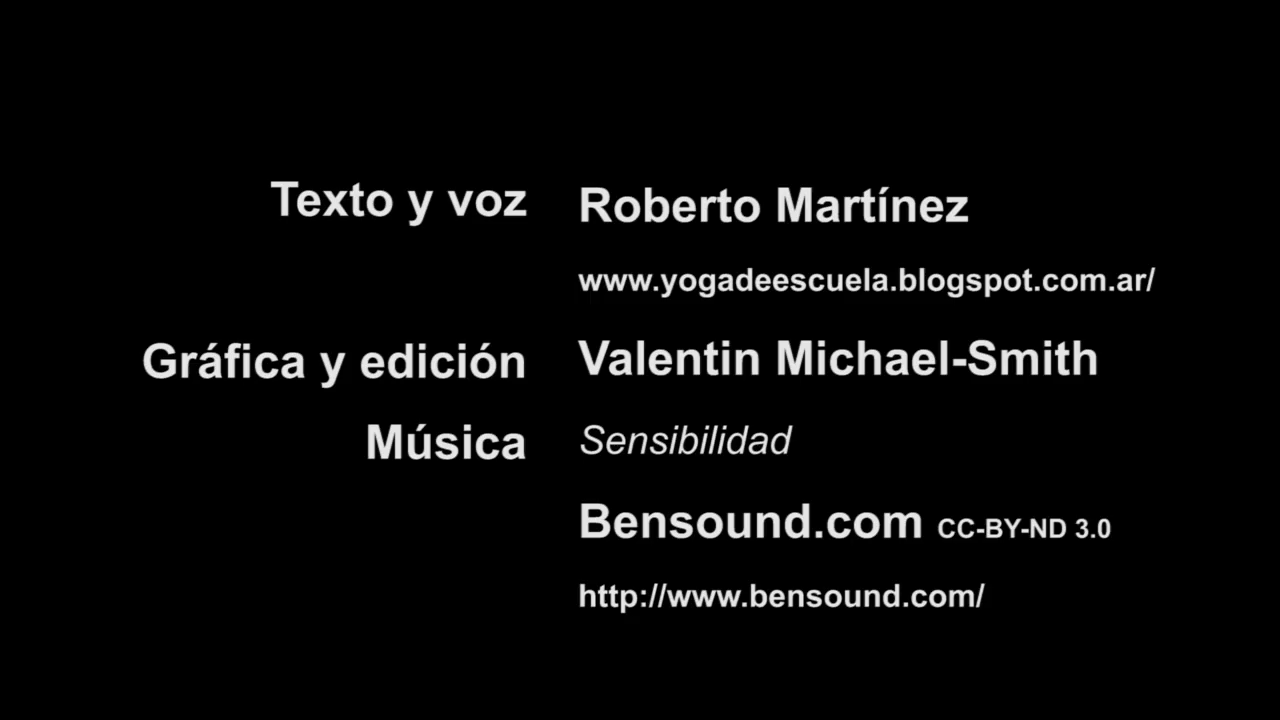 Texto y voz Roberto Martínez
www.yogadeescuela.blogspot.com.ar/
Gráfica y edición Valentin Michael-Smith
Música Sensibilidad
Bensound.com CC-BY-ND 3.0
http://www.bensound.com/